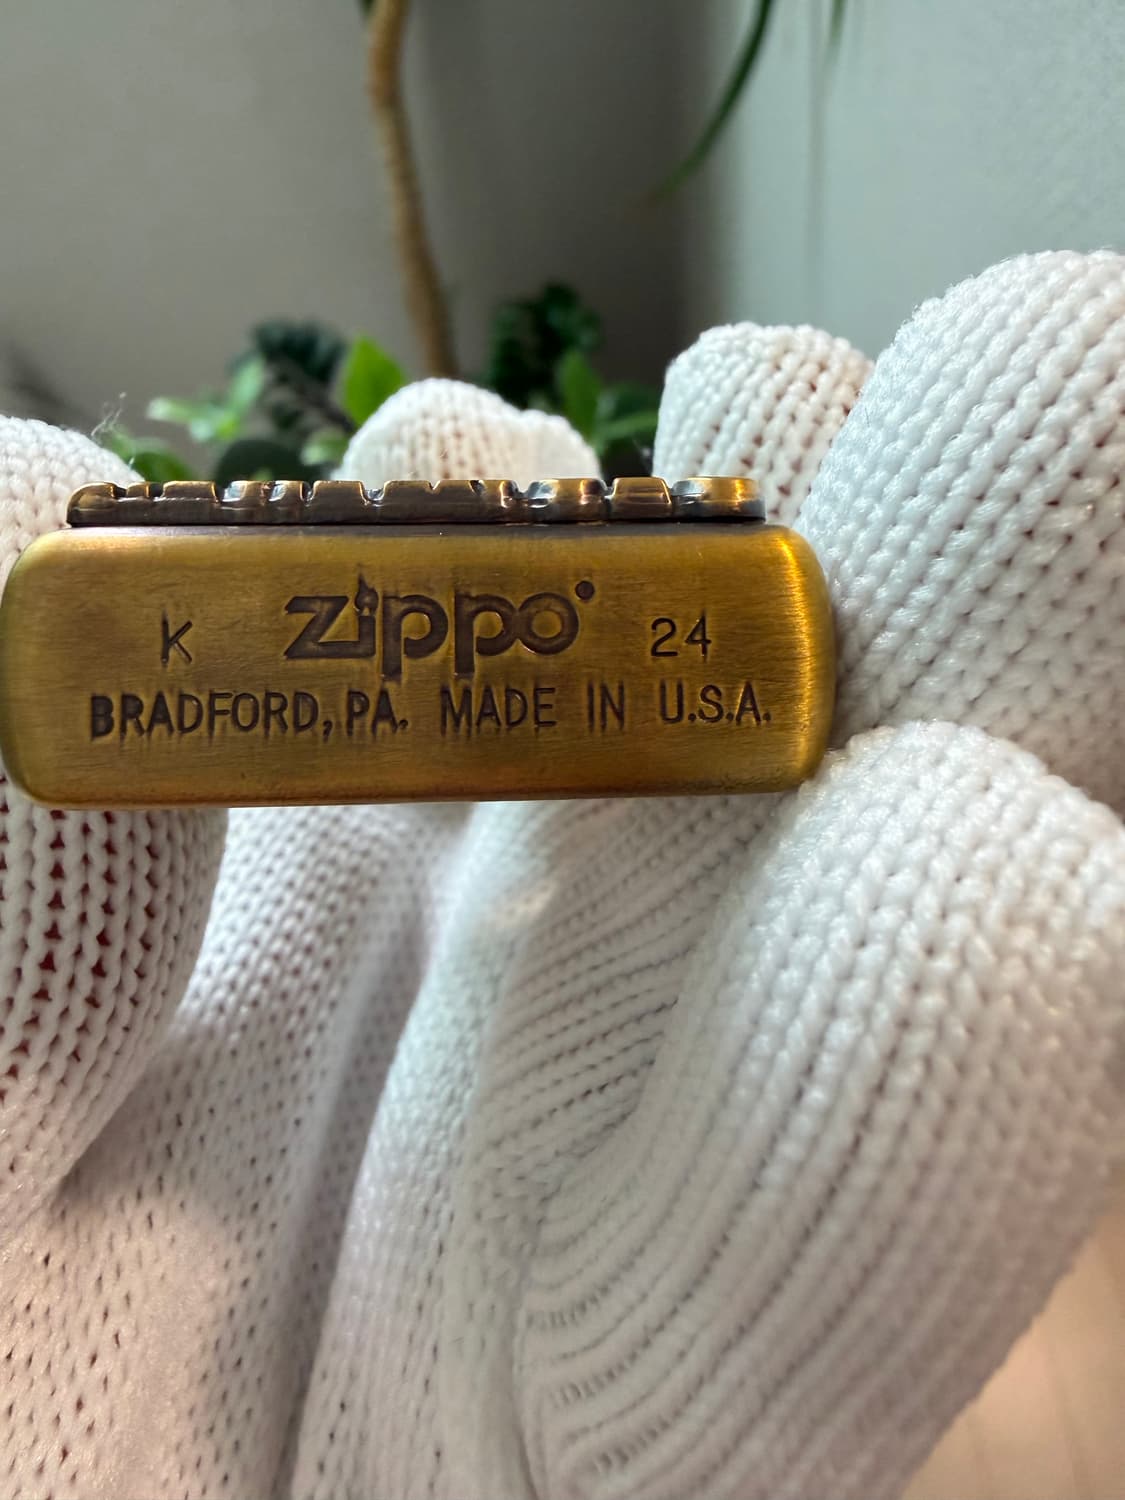 K zippo 24
BRADFORD, PA. MADE IN U.S.A.